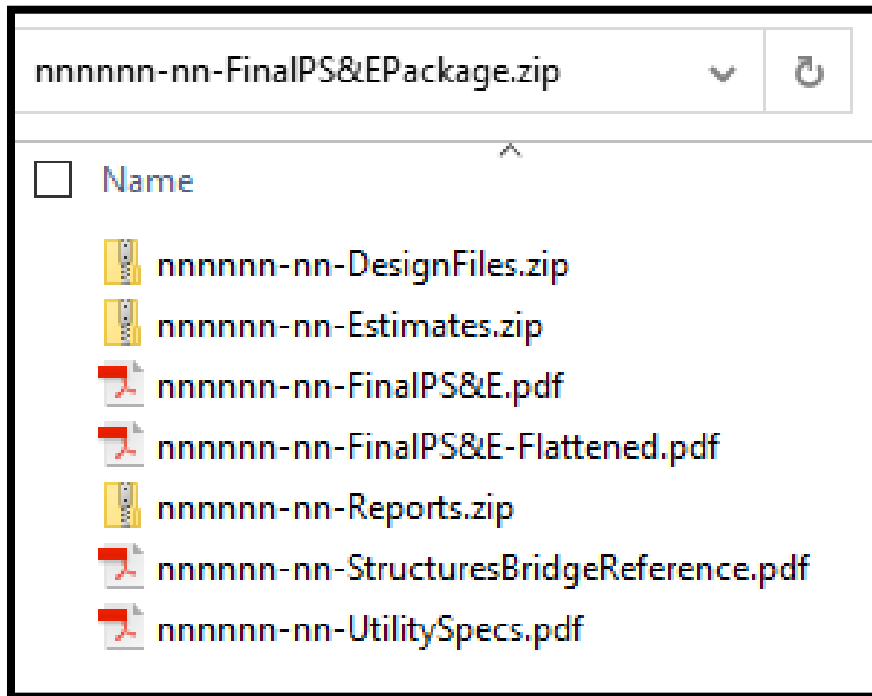 nnnnnn-nn-FinalPS&EPackage.zip
Name
nnnnnn-nn-DesignFiles.zip
nnnnnn-nn-Estimates.zip
nnnnnn-nn-FinalPS&E.pdf
nnnnnn-nn-FinalPS&E-Flattened.pdf
nnnnnn-nn-Reports.zip
nnnnnn-nn-StructuresBridgeReference.pdf
nnnnnn-nn-UtilitySpecs.pdf